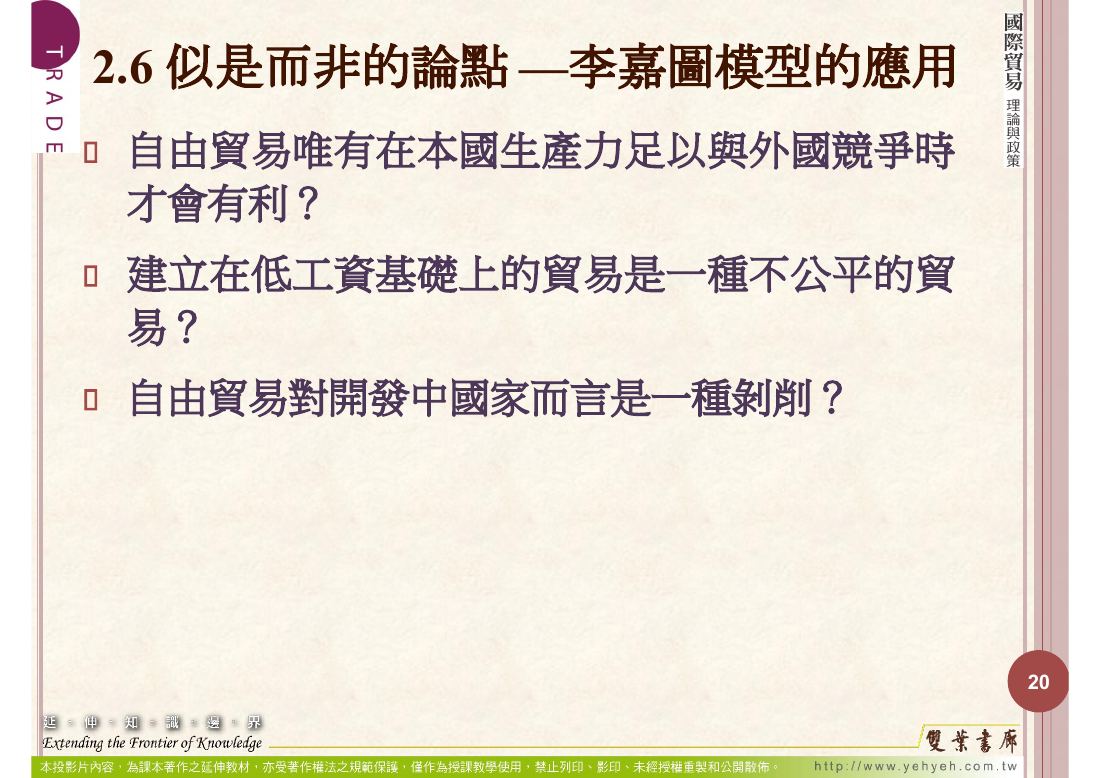 TRADE
2.6 似是而非的論點 —李嘉圖模型的應用
國際貿易 理論與政策
自由貿易唯有在本國生產力足以與外國競爭時
才會有利？
建立在低工資基礎上的貿易是一種不公平的貿
易？
自由貿易對開發中國家而言是一種剝削？
20
延・伸・知・識・邊・界
Extending the Frontier of Knowledge
雙葉書廊
本投影片內容，為課本著作之延伸教材，亦受著作權法之規範保護，僅作為授課教學使用，禁止列印、影印、未經授權重製和公開散佈。
http://www.yehyeh.com.tw